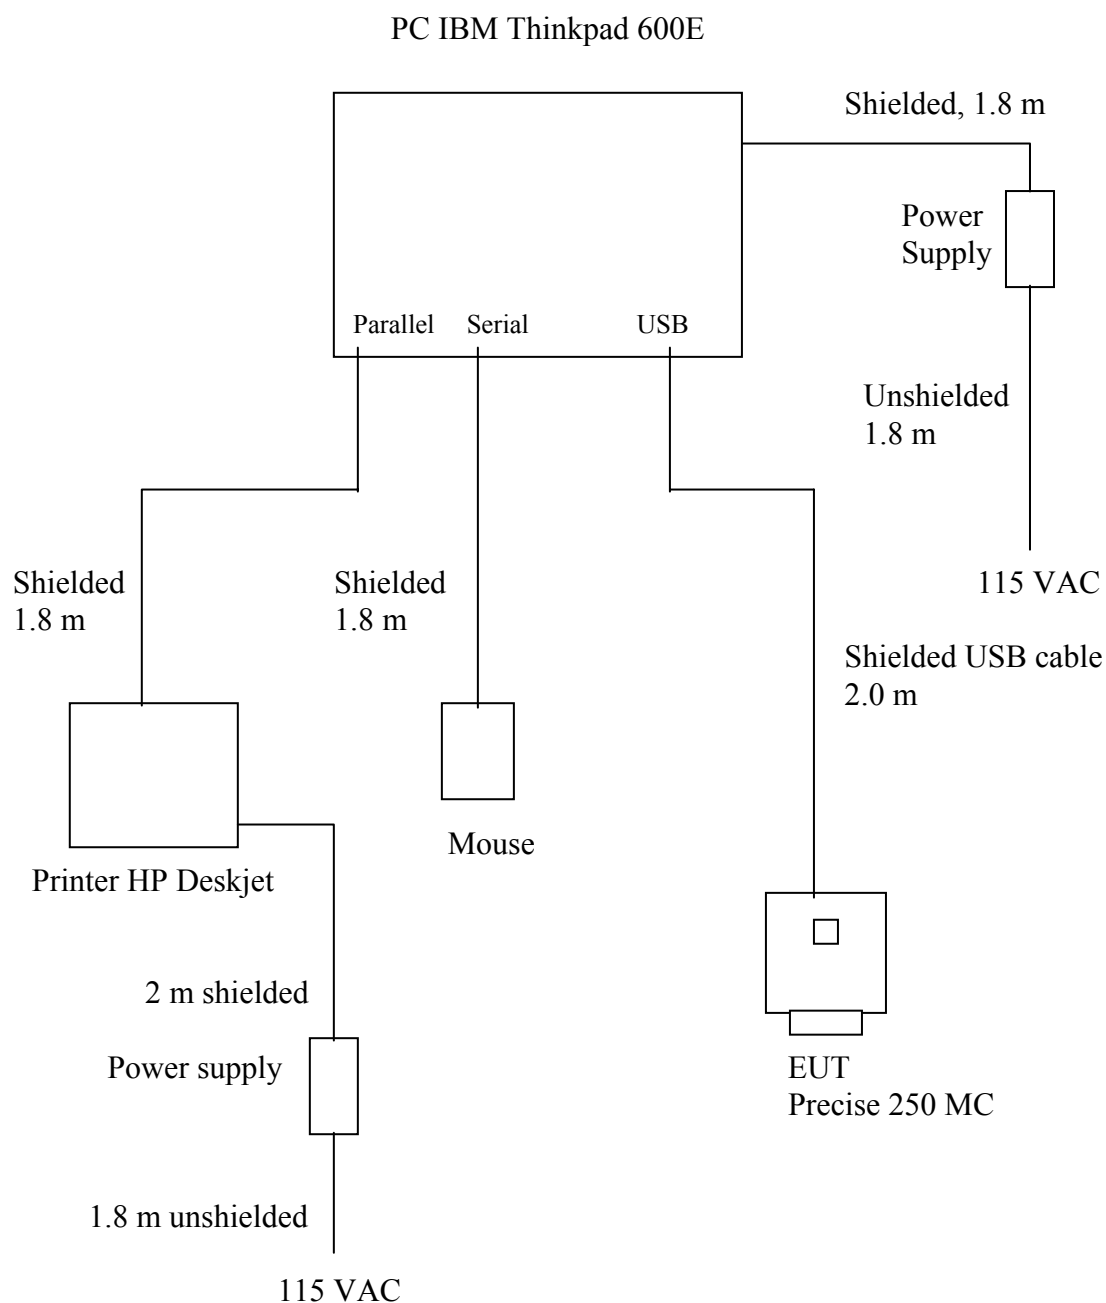 PC IBM Thinkpad 600E
Shielded, 1.8 m
Power
Supply
Parallel
Serial
USB
Unshielded
1.8 m
Shielded
1.8 m
Shielded
1.8 m
115 VAC
Shielded USB cable
2.0 m
Mouse
Printer HP Deskjet
2 m shielded
Power supply
EUT
Precise 250 MC
1.8 m unshielded
115 VAC